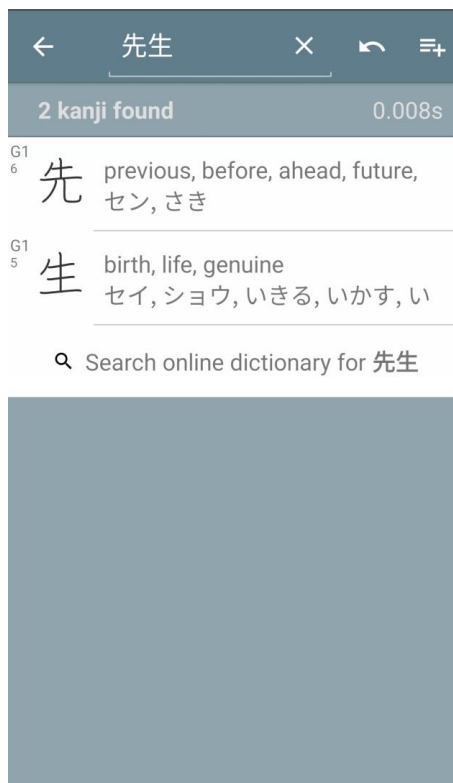 先生
2 kanji found 0.008s
G1
6
先
previous, before, ahead, future,
セン, さき
G1
5
生
birth, life, genuine
セイ, ショウ, いきる, いかす, い
Search online dictionary for 先生